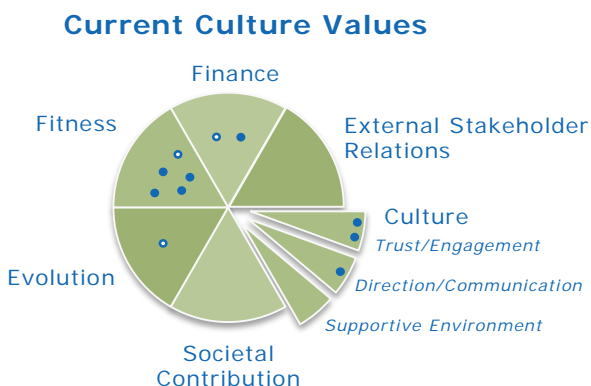 Current Culture Values
Finance
Fitness
External Stakeholder
Relations
Culture
Trust/Engagement
Evolution
Direction/Communication
Supportive Environment
Societal
Contribution